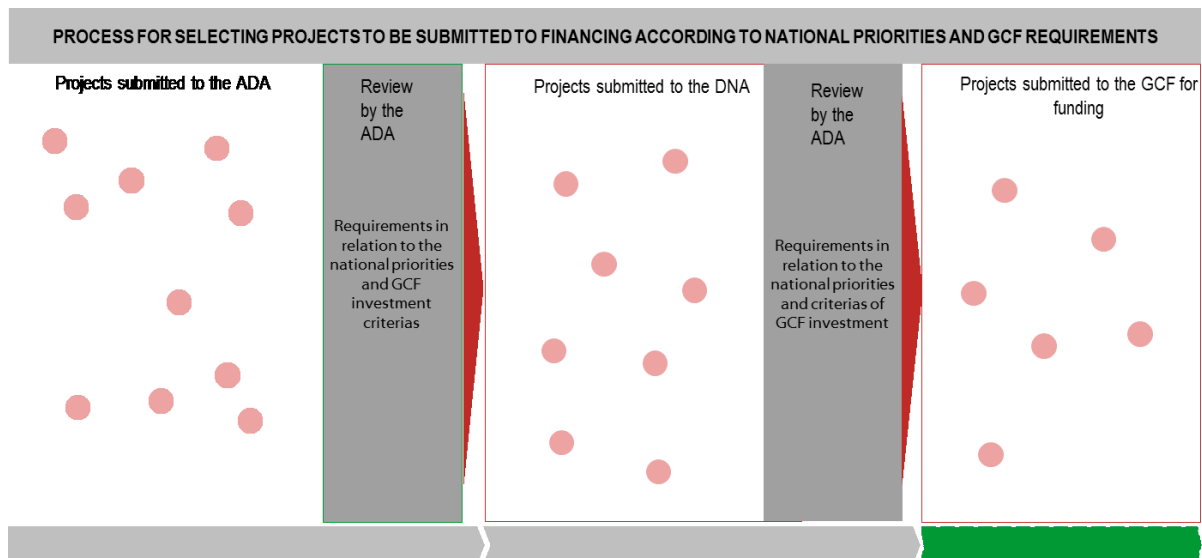 PROCESS FOR SELECTING PROJECTS TO BE SUBMITTED TO FINANCING ACCORDING TO NATIONAL PRIORITIES AND GCF REQUIREMENTS
Projects submitted to the ADA
Review
by the
ADA
Requirements in
relation to the
national priorities
and GCF
investment
criterias
Projects submitted to the DNA
Review
by the
ADA
Requirements in
relation to the
national priorities
and criterias of
GCF investment
Projects submitted to the GCF for
funding